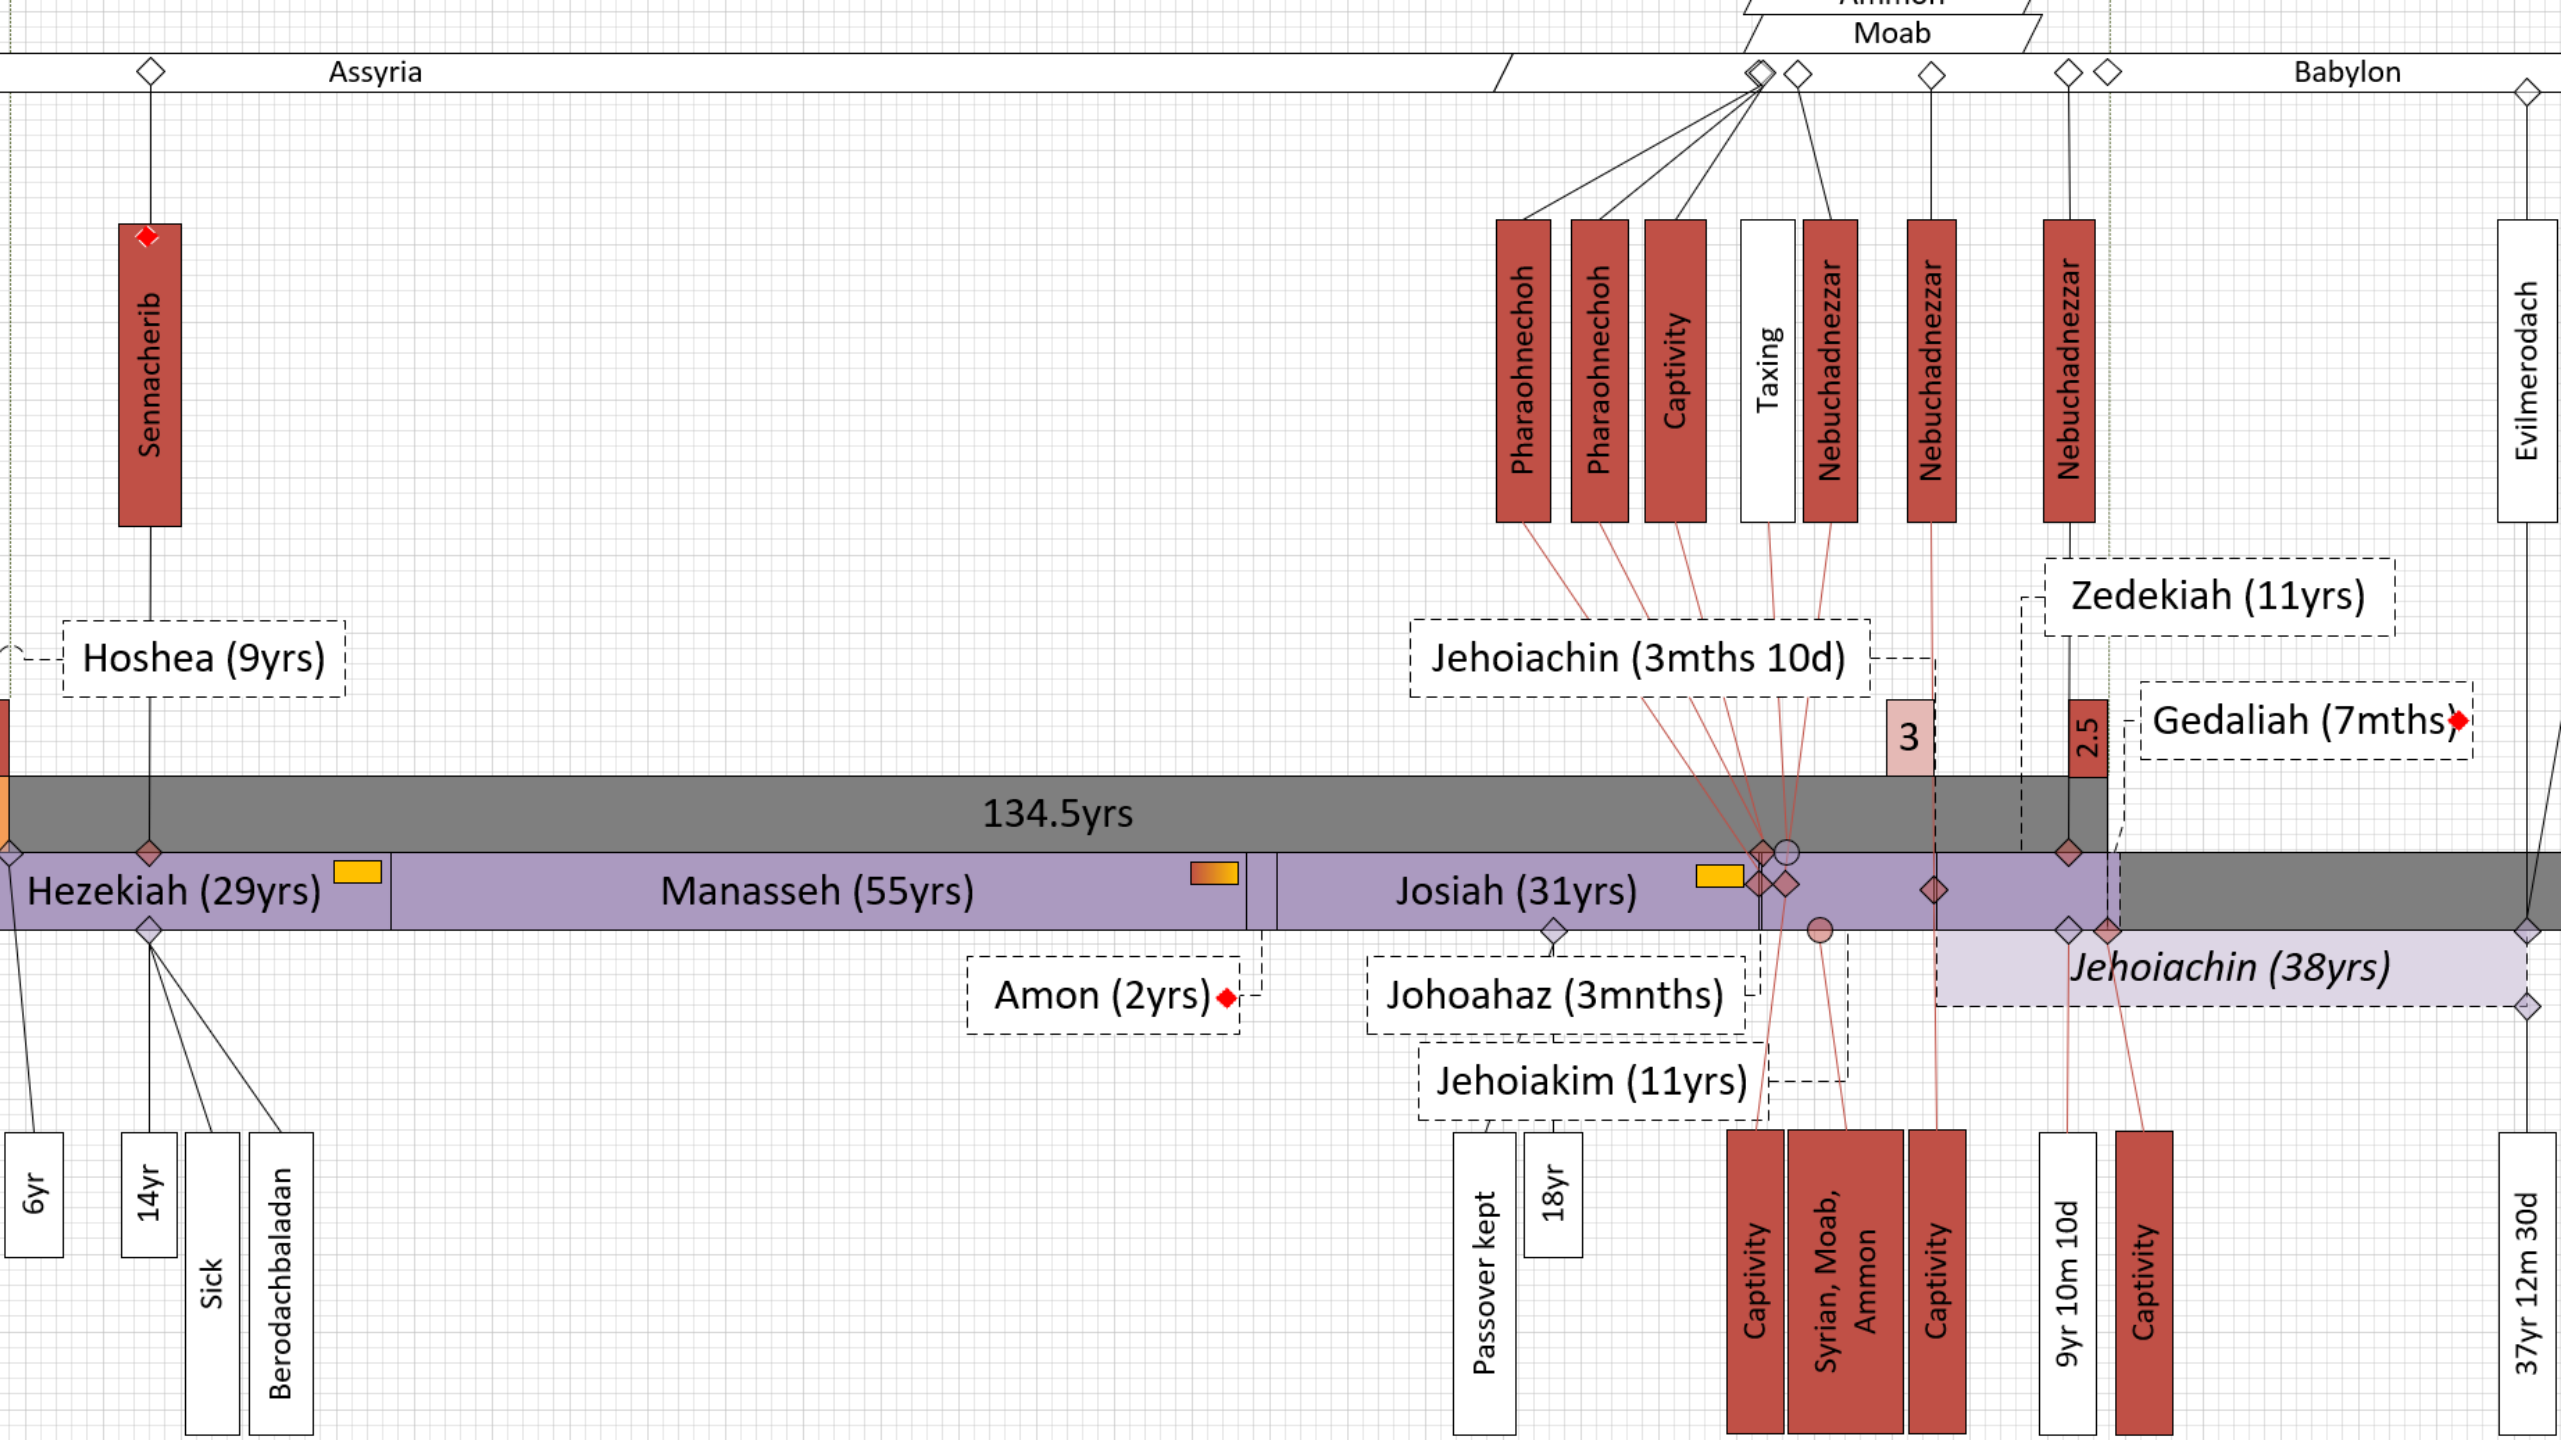 Ammon
Moab
Assyria
Babylon
Sennacherib
Pharaohnechoh
Pharaohnechoh
Captivity
Taxing
Nebuchadnezzar
Nebuchadnezzar
Nebuchadnezzar
Evilmerodach
Zedekiah (11yrs)
Hoshea (9yrs)
Jehoiachin (3mths 10d)
Gedaliah (7mths)
3
2.5
134.5yrs
Hezekiah (29yrs)
Manasseh (55yrs)
Josiah (31yrs)
Jehoiachin (38yrs)
Amon (2yrs)
Johoahaz (3mnths)
Jehoiakim (11yrs)
6yr
14yr
Sick
Berodachbaladan
Passover kept
18yr
Captivity
Syrian, Moab,
Ammon
Captivity
9yr 10m 10d
Captivity
37yr 12m 30d